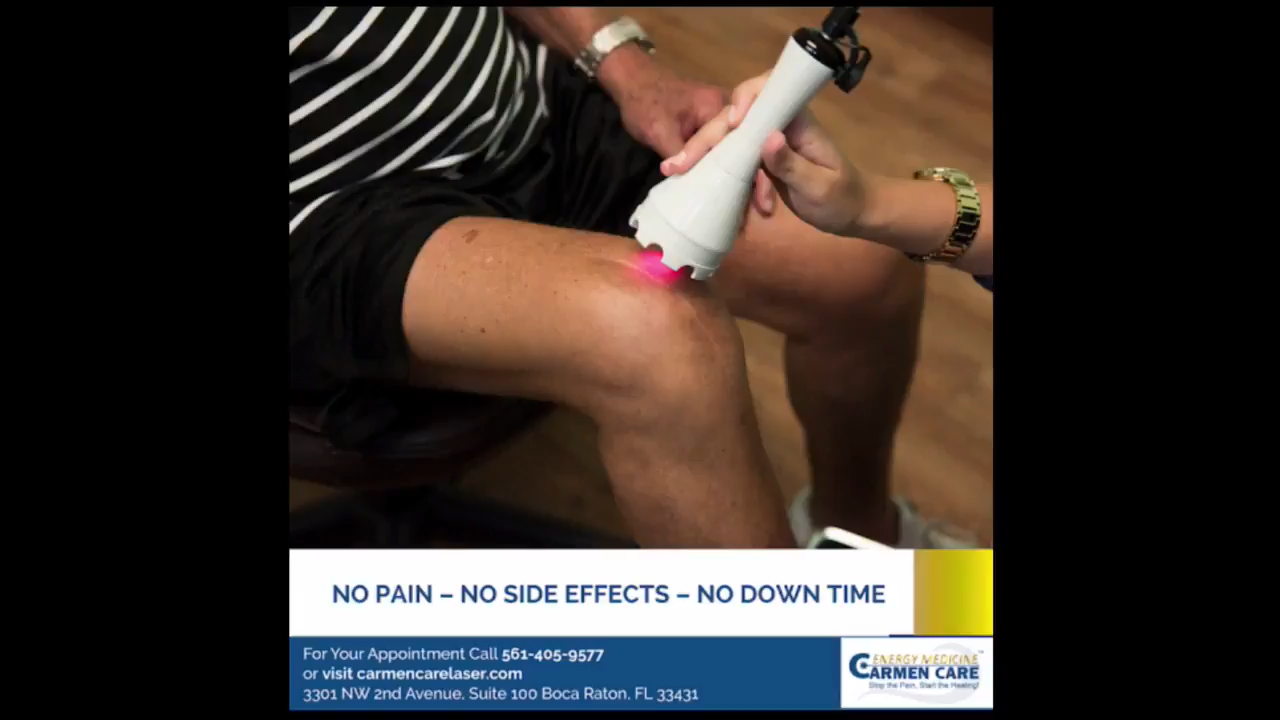 NO PAIN – NO SIDE EFFECTS – NO DOWN TIME
For Your Appointment Call 561-405-9577
or visit carmencarelaser.com
3301 NW 2nd Avenue, Suite 100 Boca Raton, FL 33431
ENERGY MEDICINE
CARMEN CARE
Stop the Pain, Start the Healing!